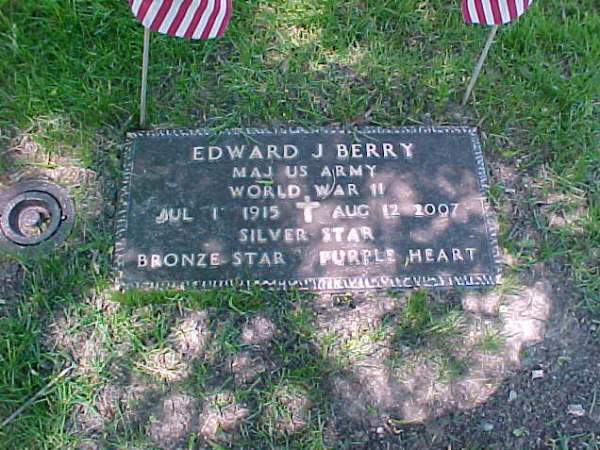 EDWARD J BERRY
MAJ US ARMY
WORLD WAR II
JUL 1 1915 AUG 12 2007
SILVER STAR
BRONZE STAR PURPLE HEART